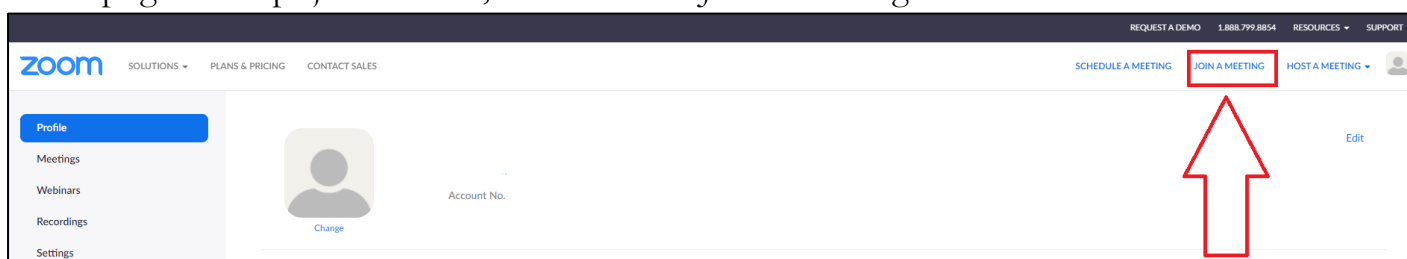 REQUEST A DEMO 1.888.799.8854 RESOURCES SUPPORT
zoom SOLUTIONS PLANS & PRICING CONTACT SALES SCHEDULE A MEETING JOIN A MEETING HOST A MEETING
Profile
Edit
Meetings
Webinars
Account No.
Recordings
Change
Settings